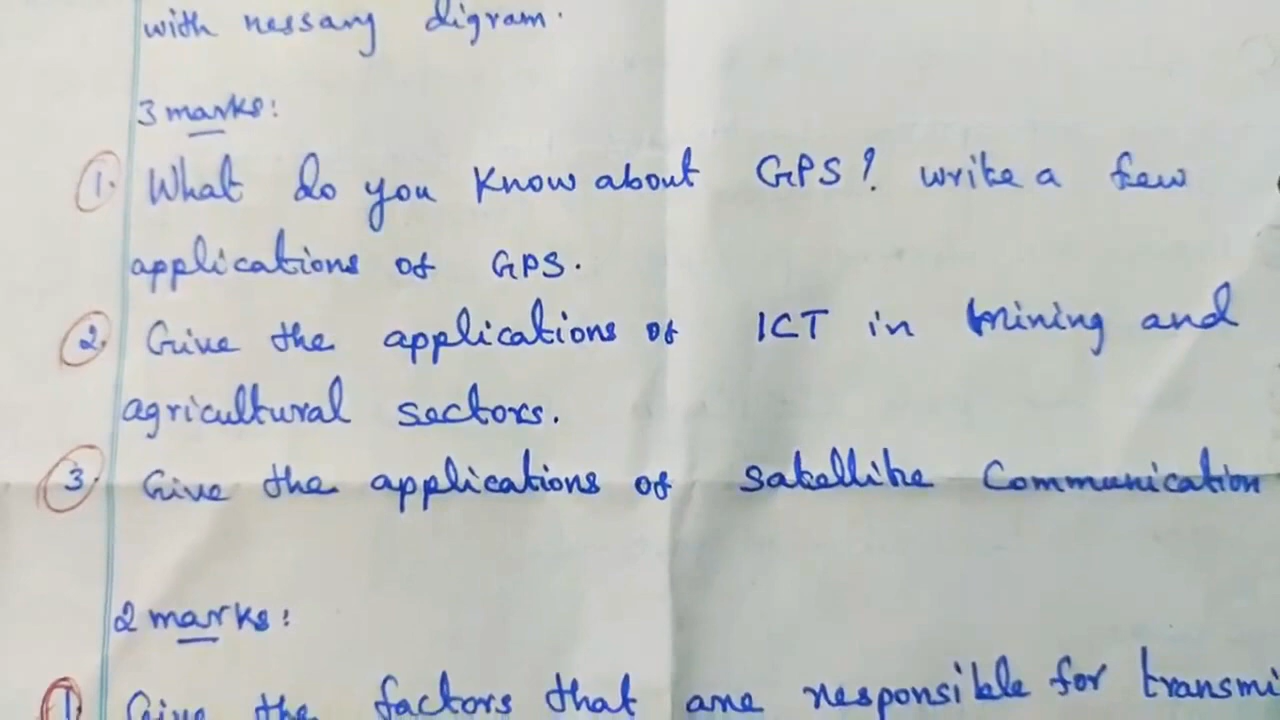 with nessary digram.
3 marks:
1. What do you know about GPS? write a few
applications of GPS.
2. Give the applications of ICT in mining and
agricultural sectors.
3. Give the applications of satellite Communication
2 marks:
1 Give the factors that are responsible for transmi